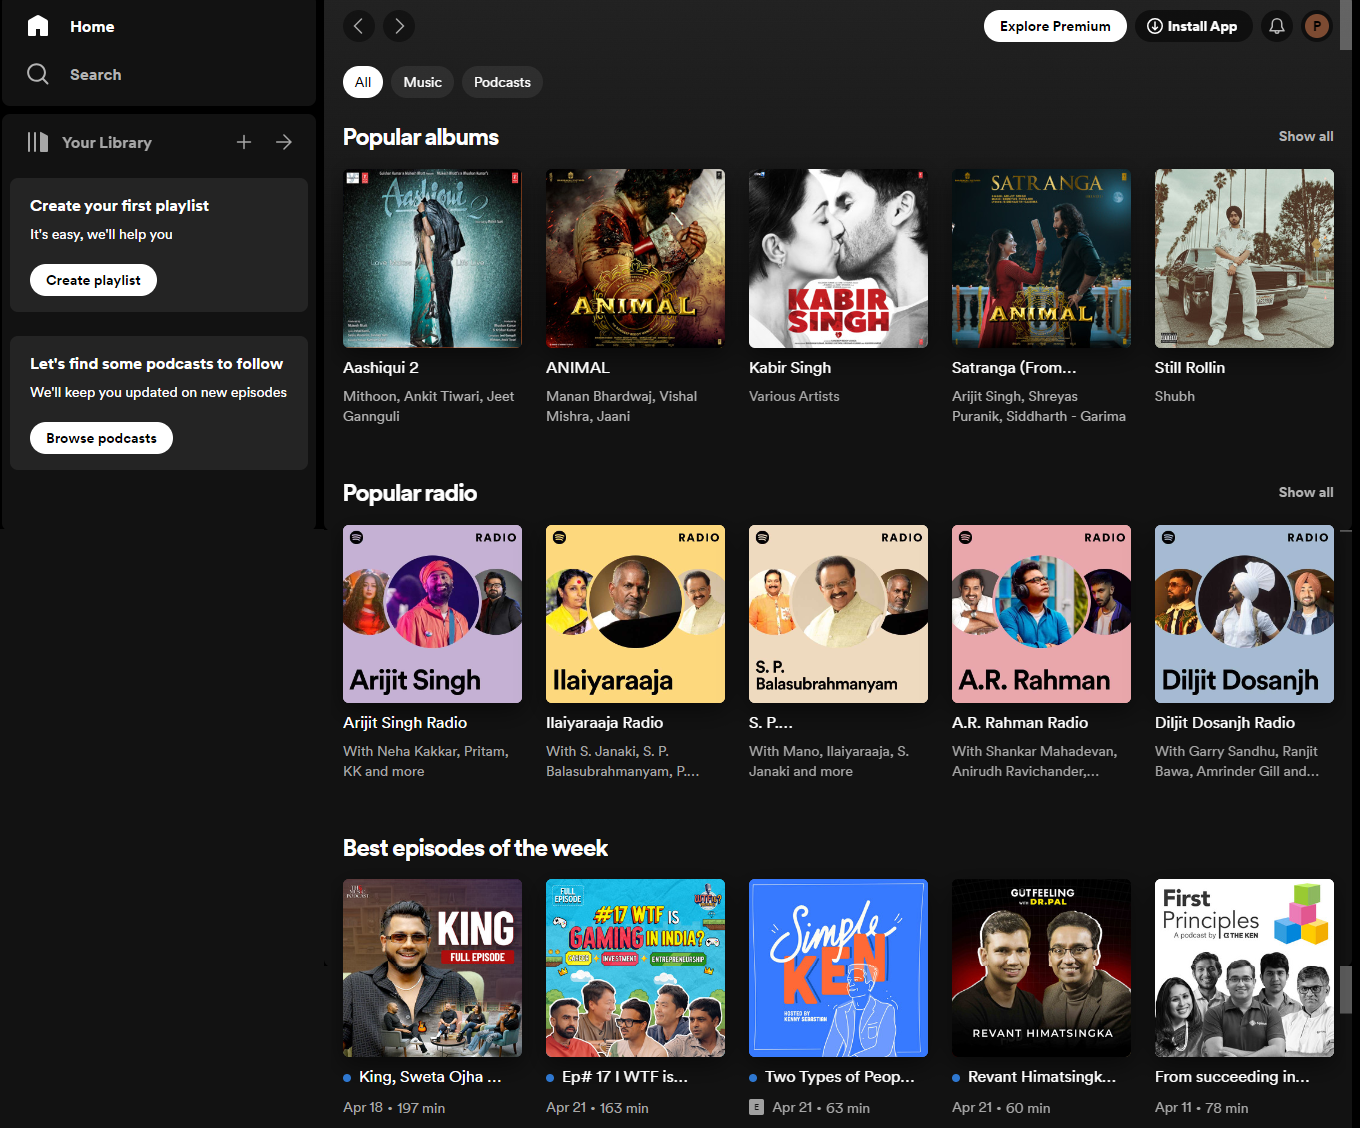 Home
Search
Your Library
Create your first playlist
It's easy, we'll help you
Create playlist
Let's find some podcasts to follow
We'll keep you updated on new episodes
Browse podcasts
Explore Premium
Install App
P
All
Music
Podcasts
Popular albums
Show all
Aashiqui 2
ANIMAL
KABIR
SINGH
SATRANGA
ANIMAL
Aashiqui 2
Mithoon, Ankit Tiwari, Jeet
Gannguli
ANIMAL
Manan Bhardwaj, Vishal
Mishra, Jaani
Kabir Singh
Various Artists
Satranga (From...
Arijit Singh, Shreyas
Puranik, Siddharth - Garima
Still Rollin
Shubh
Popular radio
Show all
RADIO
Arijit Singh
RADIO
Ilaiyaraaja
RADIO
S. P.
Balasubrahmanyam
RADIO
A.R. Rahman
RADIO
Diljit Dosanjh
Arijit Singh Radio
With Neha Kakkar, Pritam,
KK and more
Ilaiyaraaja Radio
With S. Janaki, S. P.
Balasubrahmanyam, P....
S. P....
With Mano, Ilaiyaraaja, S.
Janaki and more
A.R. Rahman Radio
With Shankar Mahadevan,
Anirudh Ravichander,...
Diljit Dosanjh Radio
With Garry Sandhu, Ranjit
Bawa, Amrinder Gill and...
Best episodes of the week
KING
FULL EPISODE
FULL
EPISODE
#17 WTF IS
GAMING IN INDIA?
CAREER + INVESTMENT + ENTREPRENEURSHIP
Simple
KEN
HOSTED BY
KENNY SEBASTIAN
GUTFEELING
WITH DR.PAL
REVANT HIMATSINGKA
First
Principles
A podcast by THE KEN
King, Sweta Ojha ...
Apr 18 • 197 min
Ep# 17 I WTF is...
Apr 21 • 163 min
Two Types of Peop...
E Apr 21 • 63 min
Revant Himatsingk...
Apr 21 • 60 min
From succeeding in...
Apr 11 • 78 min